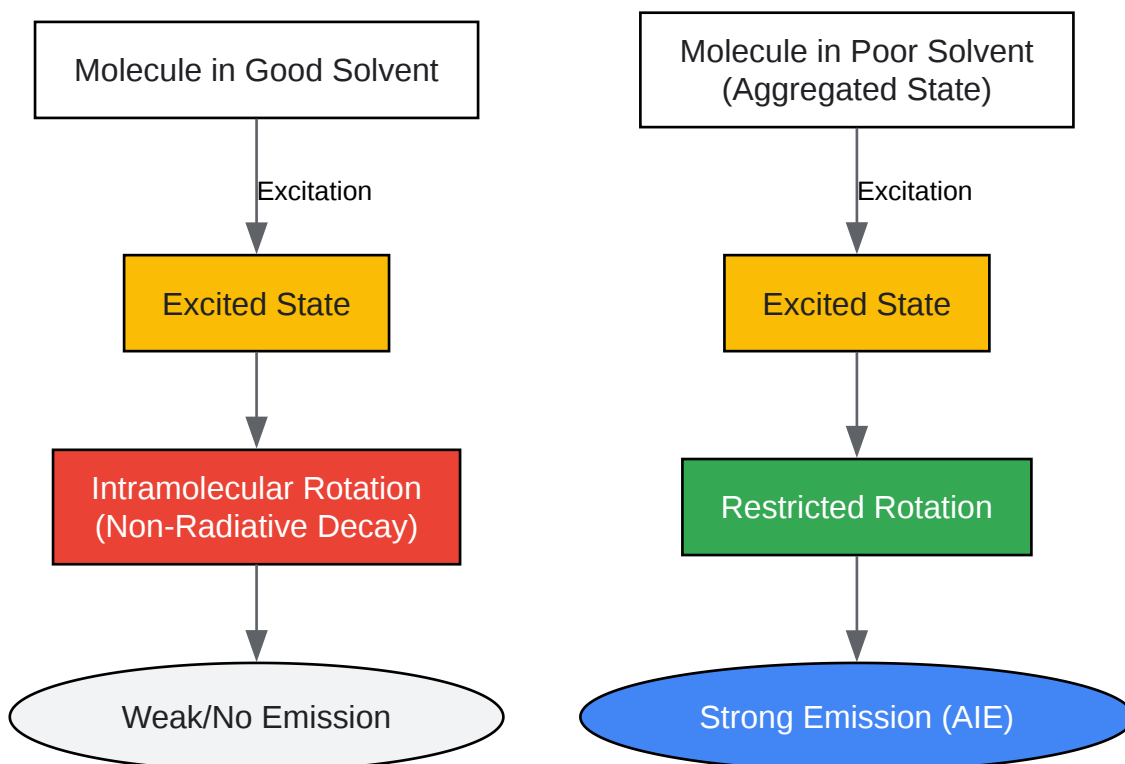 Molecule in Good Solvent
Excitation
Excited State
Intramolecular Rotation
(Non-Radiative Decay)
Weak/No Emission
Molecule in Poor Solvent
(Aggregated State)
Excitation
Excited State
Restricted Rotation
Strong Emission (AIE)